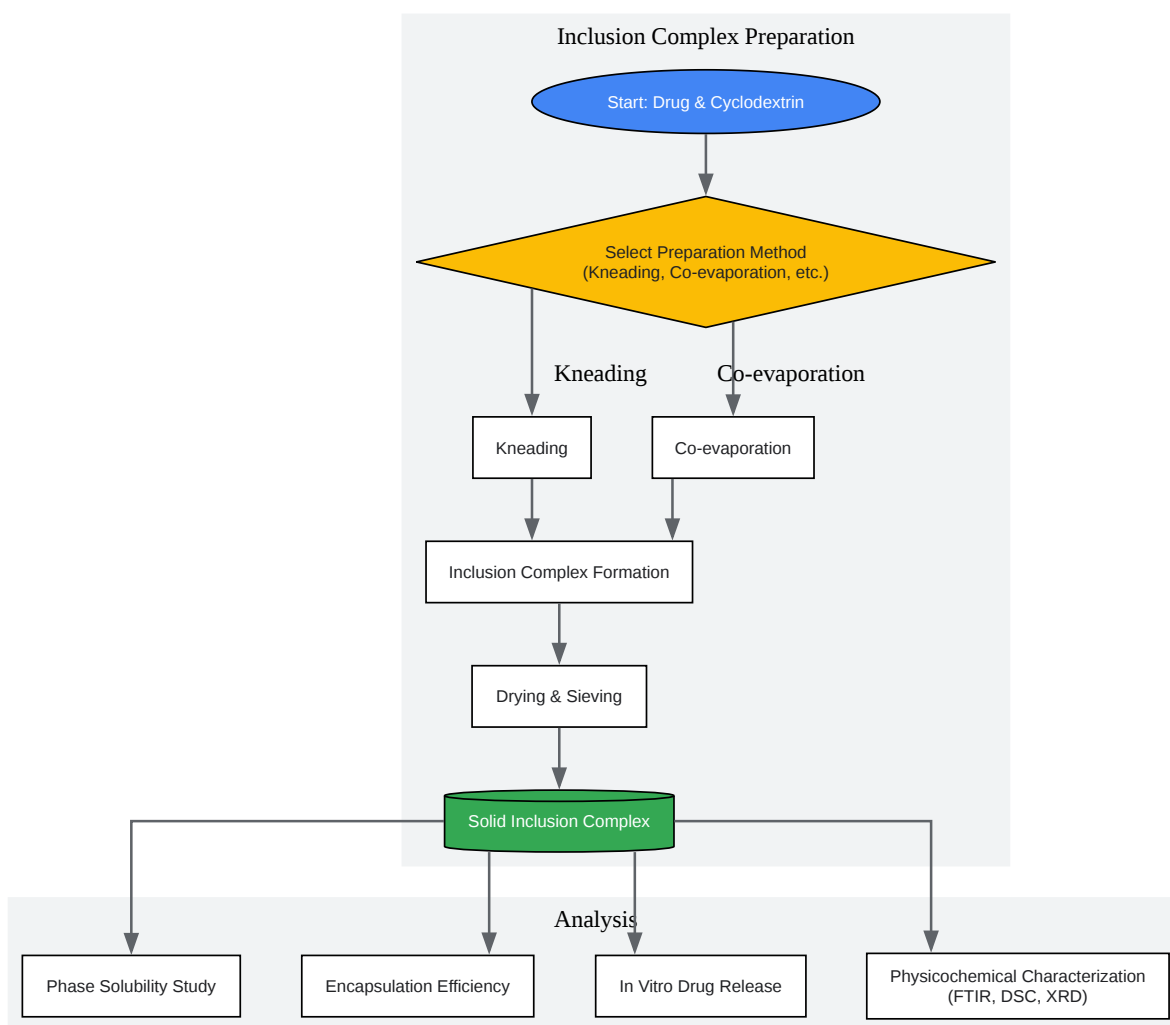 Inclusion Complex Preparation
Start: Drug & Cyclodextrin
Select Preparation Method
(Kneading, Co-evaporation, etc.)
Kneading
Co-evaporation
Kneading
Co-evaporation
Inclusion Complex Formation
Drying & Sieving
Solid Inclusion Complex
Analysis
Phase Solubility Study
Encapsulation Efficiency
In Vitro Drug Release
Physicochemical Characterization
(FTIR, DSC, XRD)